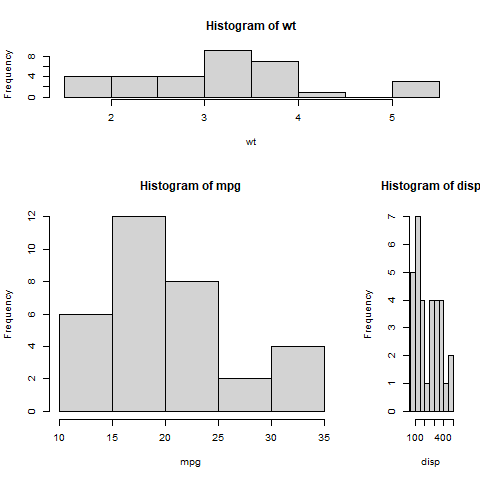 Histogram of wt
Frequency
8
4
0
2 3 4 5
wt
Histogram of mpg
Frequency
12
10
8
6
4
2
0
10 15 20 25 30 35
mpg
Histogram of disp
Frequency
7
6
5
4
3
2
1
0
100 400
disp